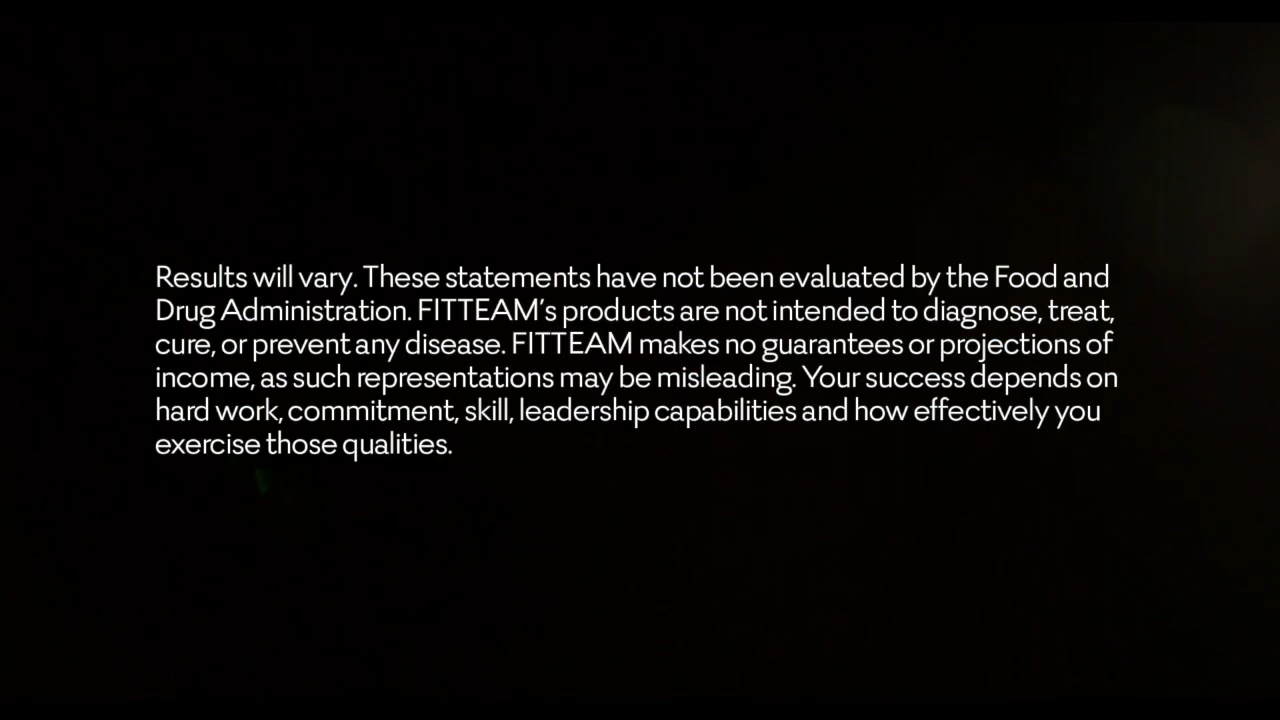 Results will vary. These statements have not been evaluated by the Food and
Drug Administration. FITTEAM's products are not intended to diagnose, treat,
cure, or prevent any disease. FITTEAM makes no guarantees or projections of
income, as such representations may be misleading. Your success depends on
hard work, commitment, skill, leadership capabilities and how effectively you
exercise those qualities.